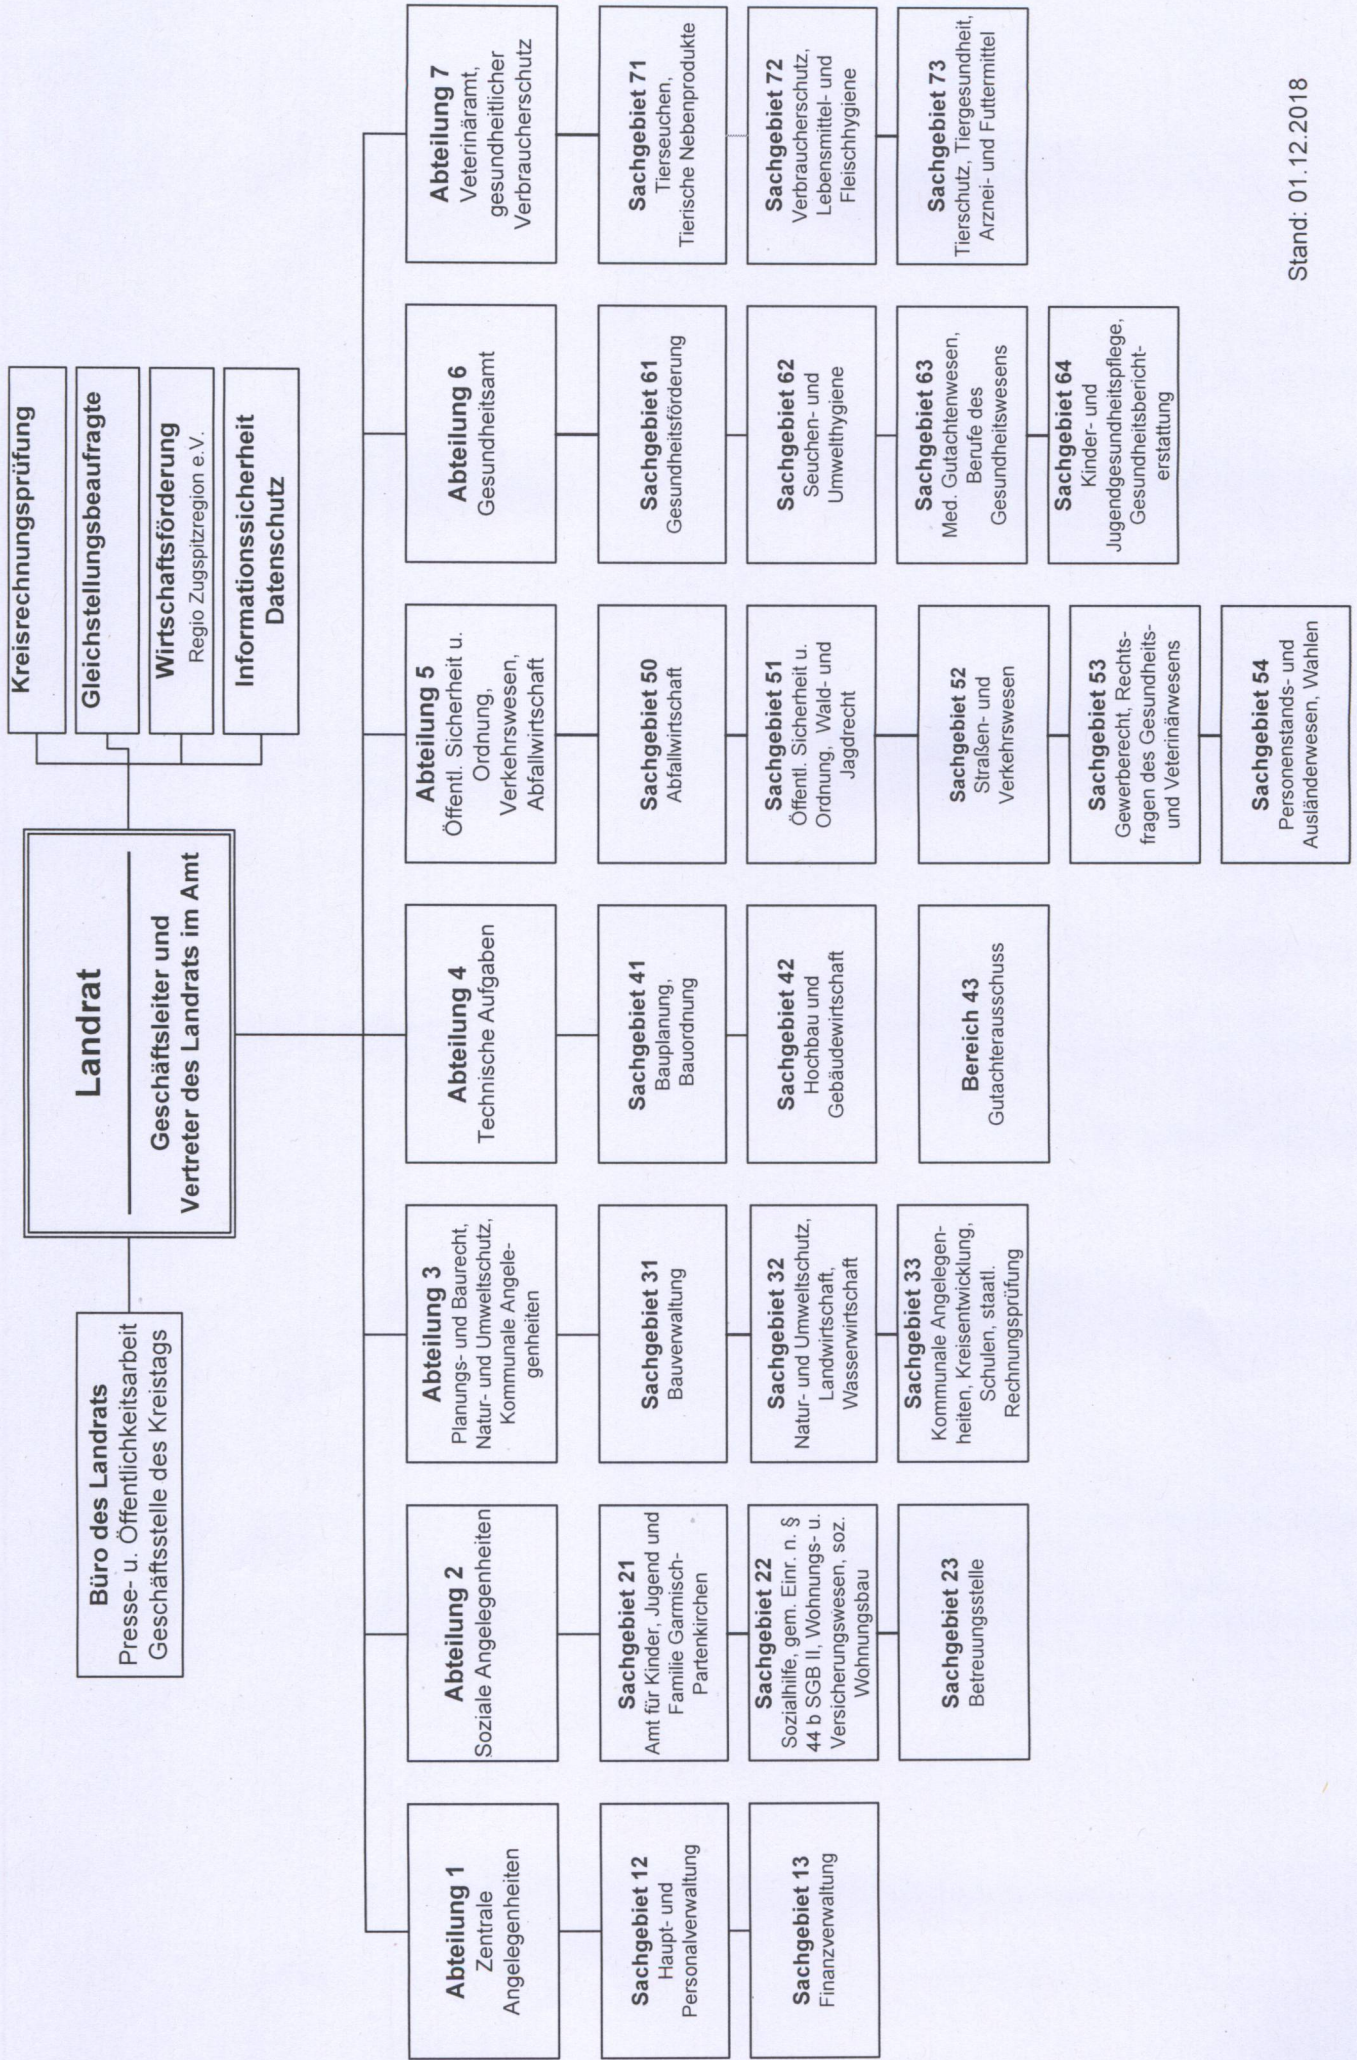 Büro des Landrats
Presse- u. Öffentlichkeitsarbeit
Geschäftsstelle des Kreistags
Landrat
Geschäftsleiter und
Vertreter des Landrats im Amt
Kreisrechnungsprüfung
Gleichstellungsbeaufragte
Wirtschaftsförderung
Regio Zugspitzregion e.V.
Informationssicherheit
Datenschutz
Abteilung 1
Zentrale
Angelegenheiten
Sachgebiet 12
Haupt- und
Personalverwaltung
Sachgebiet 13
Finanzverwaltung
Abteilung 2
Soziale Angelegenheiten
Sachgebiet 21
Amt für Kinder, Jugend und
Familie Garmisch-
Partenkirchen
Sachgebiet 22
Sozialhilfe, gem. Einr. n. §
44 b SGB II, Wohnungs- u.
Versicherungswesen, soz.
Wohnungsbau
Sachgebiet 23
Betreuungsstelle
Abteilung 3
Planungs- und Baurecht,
Natur- und Umweltschutz,
Kommunale Angele-
genheiten
Sachgebiet 31
Bauverwaltung
Sachgebiet 32
Natur- und Umweltschutz,
Landwirtschaft,
Wasserwirtschaft
Sachgebiet 33
Kommunale Angelegen-
heiten, Kreisentwicklung,
Schulen, staatl.
Rechnungsprüfung
Abteilung 4
Technische Aufgaben
Sachgebiet 41
Bauplanung,
Bauordnung
Sachgebiet 42
Hochbau und
Gebäudewirtschaft
Bereich 43
Gutachterausschuss
Abteilung 5
Öffentl. Sicherheit u.
Ordnung,
Verkehrswesen,
Abfallwirtschaft
Sachgebiet 50
Abfallwirtschaft
Sachgebiet 51
Öffentl. Sicherheit u.
Ordnung, Wald- und
Jagdrecht
Sachgebiet 52
Straßen- und
Verkehrswesen
Sachgebiet 53
Gewerberecht, Rechts-
fragen des Gesundheits-
und Veterinärwesens
Sachgebiet 54
Personenstands- und
Ausländerwesen, Wahlen
Abteilung 6
Gesundheitsamt
Sachgebiet 61
Gesundheitsförderung
Sachgebiet 62
Seuchen- und
Umwelthygiene
Sachgebiet 63
Med. Gutachtenwesen,
Berufe des
Gesundheitswesens
Sachgebiet 64
Kinder- und
Jugendgesundheitspflege,
Gesundheitsbericht-
erstattung
Abteilung 7
Veterinäramt,
gesundheitlicher
Verbraucherschutz
Sachgebiet 71
Tierseuchen,
Tierische Nebenprodukte
Sachgebiet 72
Verbraucherschutz,
Lebensmittel- und
Fleischhygiene
Sachgebiet 73
Tierschutz, Tiergesundheit,
Arznei- und Futtermittel
Stand: 01.12.2018